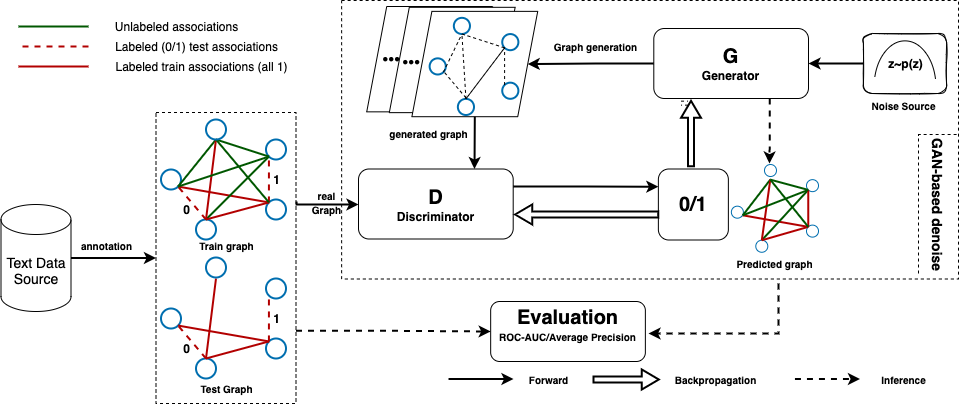 Unlabeled associations
Labeled (0/1) test associations
Labeled train associations (all 1)
Text Data
Source
annotation
1
0
Train graph
1
0
Test Graph
real
Graph
•••
•••
generated graph
Graph generation
G
Generator
z~p(z)
Noise Source
D
Discriminator
0/1
Predicted graph
GAN-based denoise
Evaluation
ROC-AUC/Average Precision
Forward
Backpropagation
Inference